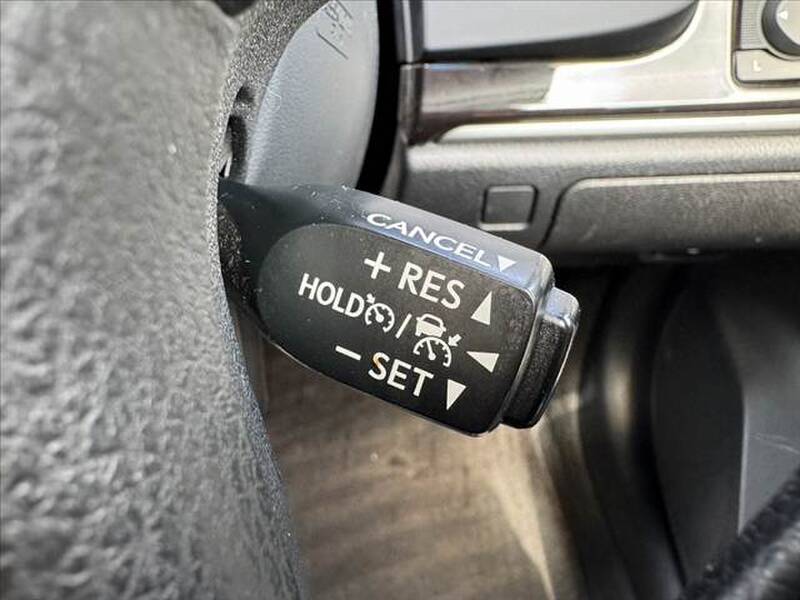 CANCEL▼
+ RES ▲
HOLD /
- SET ▼
L